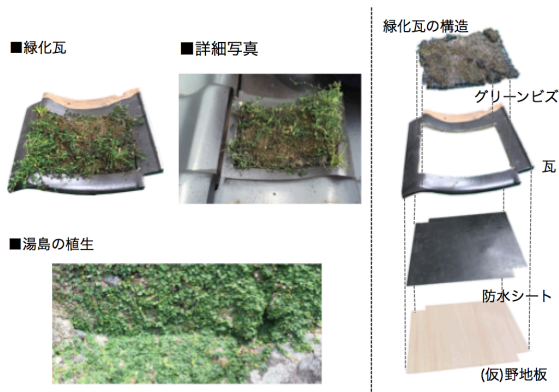 ■緑化瓦
■詳細写真
■湯島の植生
緑化瓦の構造
グリーンビズ
瓦
防水シート
(仮)野地板